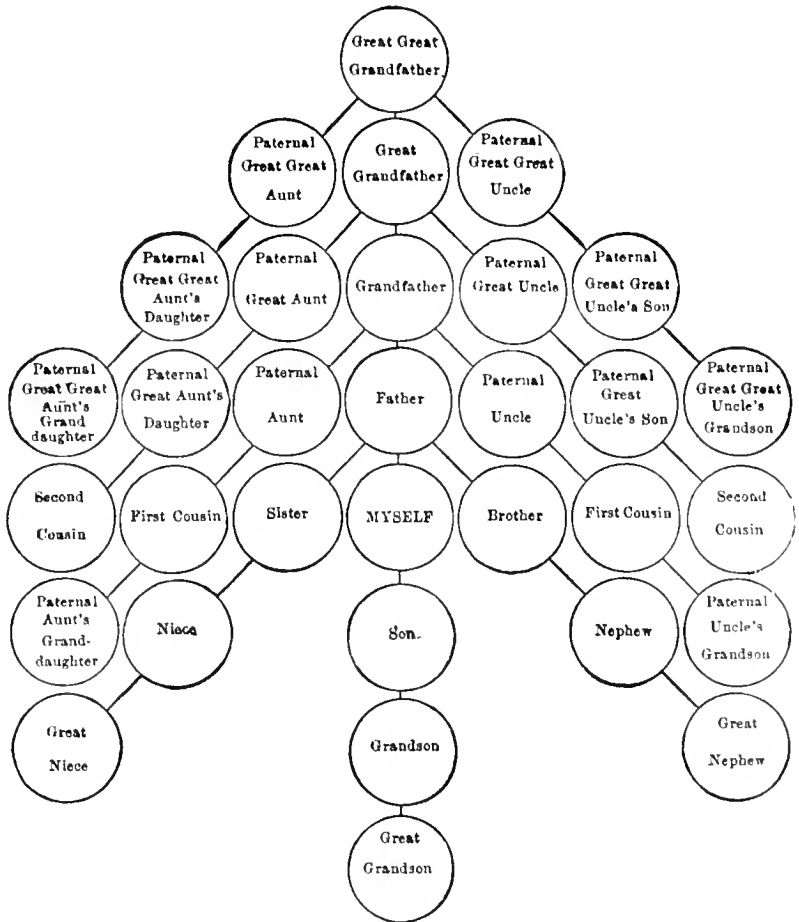 Great Great
Grandfather
Paternal
Great Great
Aunt
Great
Grandfather
Paternal
Great Great
Uncle
Paternal
Great Great
Aunt's
Daughter
Paternal
Great Aunt
Grandfather
Paternal
Great Uncle
Paternal
Great Great
Uncle's Son
Paternal
Great Great
Aunt's
Grand
daughter
Paternal
Great Aunt's
Daughter
Paternal
Aunt
Father
Paternal
Uncle
Paternal
Great
Uncle's Son
Paternal
Great Great
Uncle's
Grandson
Second
Cousin
First Cousin
Sister
MYSELF
Brother
First Cousin
Second
Cousin
Paternal
Aunt's
Grand-
daughter
Niece
Son
Nephew
Paternal
Uncle's
Grandson
Great
Niece
Grandson
Great
Nephew
Great
Grandson